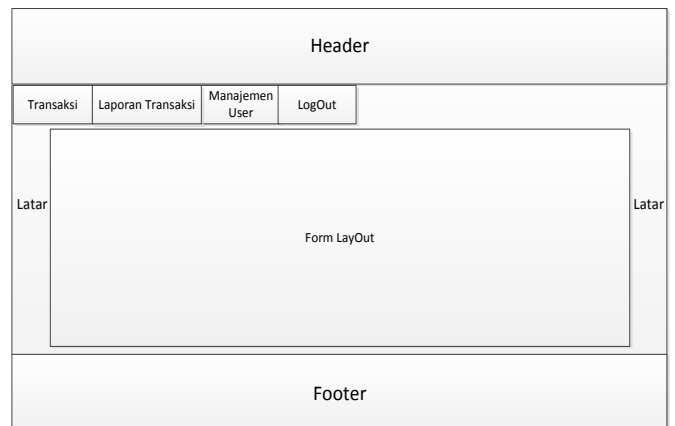 Header
Transaksi
Laporan Transaksi
Manajemen
User
LogOut
Latar
Form LayOut
Latar
Footer